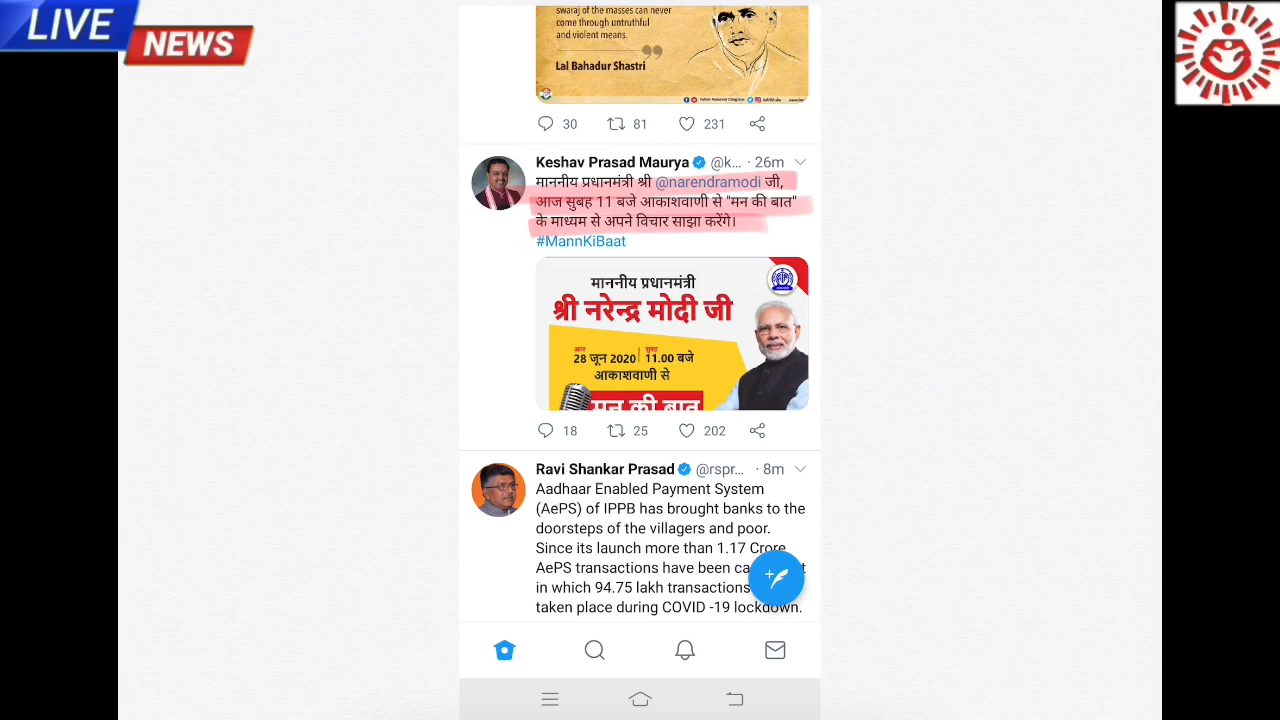 LIVE
NEWS
swaraj of the masses can never
come through untruthful
and violent means.
Lal Bahadur Shastri
30 81 231
Keshav Prasad Maurya @k... · 26m
माननीय प्रधानमंत्री श्री @narendramodi जी,
आज सुबह 11 बजे आकाशवाणी से "मन की बात"
के माध्यम से अपने विचार साझा करेंगे।
#MannKiBaat
माननीय प्रधानमंत्री
श्री नरेन्द्र मोदी जी
आज सुबह
28 जून 2020 11.00 बजे
आकाशवाणी से
मन की बात
18 25 202
Ravi Shankar Prasad @rspr... · 8m
Aadhaar Enabled Payment System
(AePS) of IPPB has brought banks to the
doorsteps of the villagers and poor.
Since its launch more than 1.17 Crore
AePS transactions have been
in which 94.75 lakh transactions
taken place during COVID -19 lockdown.